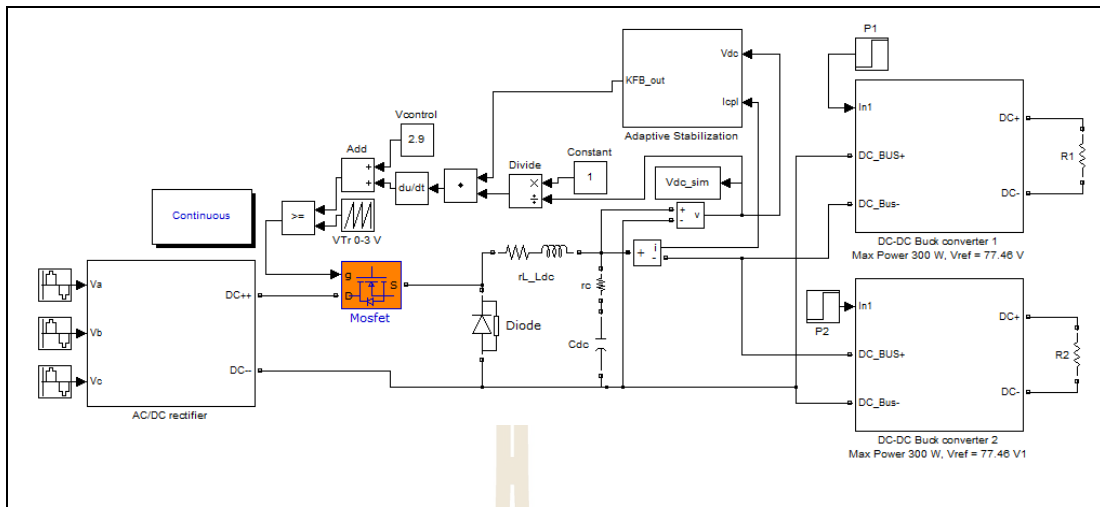 P1
Vdc
KFB_out
Icpl
Adaptive Stabilization
In1
DC+
DC_BUS+
DC_Bus-
DC-
R1
DC-DC Buck converter 1
Max Power 300 W, Vref = 77.46 V
Vcontrol
2.9
Add
+
+
du/dt
Divide
×
÷
Constant
1
Vdc_sim
Continuous
>=
VTr 0-3 V
+
-
v
+
i
-
rL_Ldc
rc
Cdc
g
D
S
Mosfet
Diode
Va
Vb
Vc
DC++
DC--
AC/DC rectifier
P2
In1
DC+
DC_BUS+
DC_Bus-
DC-
R2
DC-DC Buck converter 2
Max Power 300 W, Vref = 77.46 V1